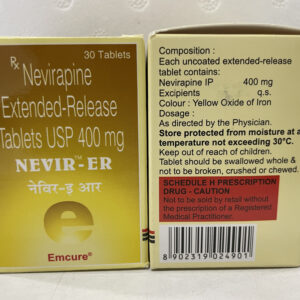 30 Tablets
Rx Nevirapine
Extended-Release
Tablets USP 400 mg
NEVIR™-ER
नेविर-इ आर
e
Emcure®
Composition :
Each uncoated extended-release
tablet contains:
Nevirapine IP 400 mg
Excipients q.s.
Colour : Yellow Oxide of Iron
Dosage :
As directed by the Physician.
Store protected from moisture at a
temperature not exceeding 30°C.
Keep out of reach of children.
Tablet should be swallowed whole &
not to be broken, crushed or chewed.
SCHEDULE H PRESCRIPTION
DRUG - CAUTION
Not to be sold by retail without
the prescription of a Registered
Medical Practitioner.
8902319024901